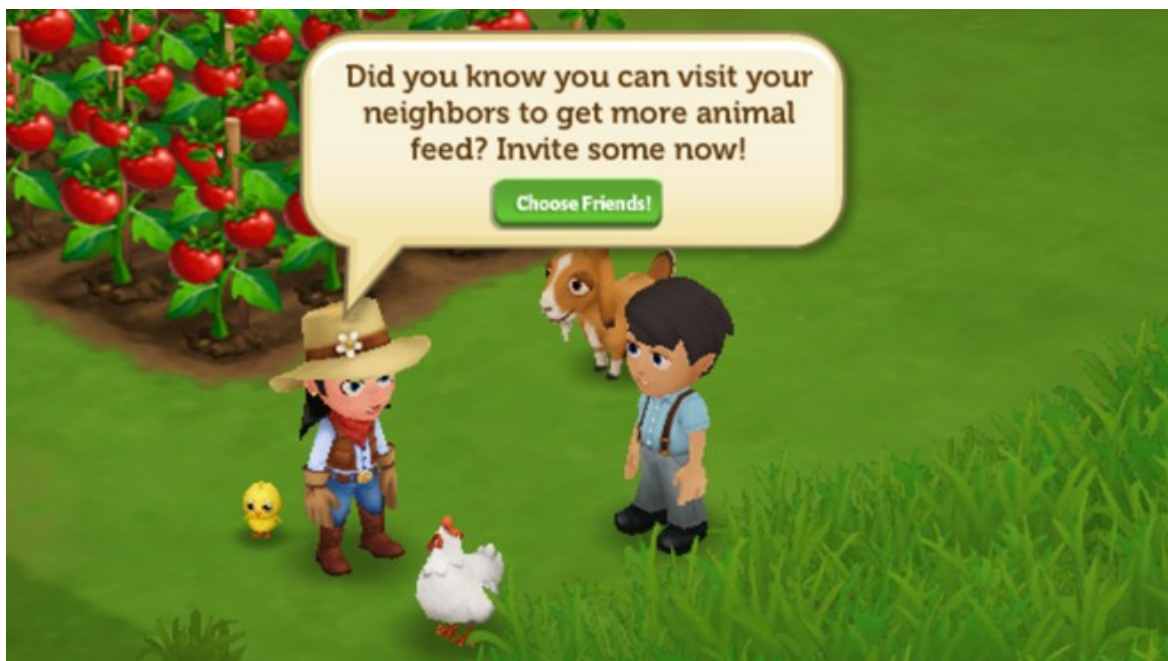 Did you know you can visit your
neighbors to get more animal
feed? Invite some now!
Choose Friends!